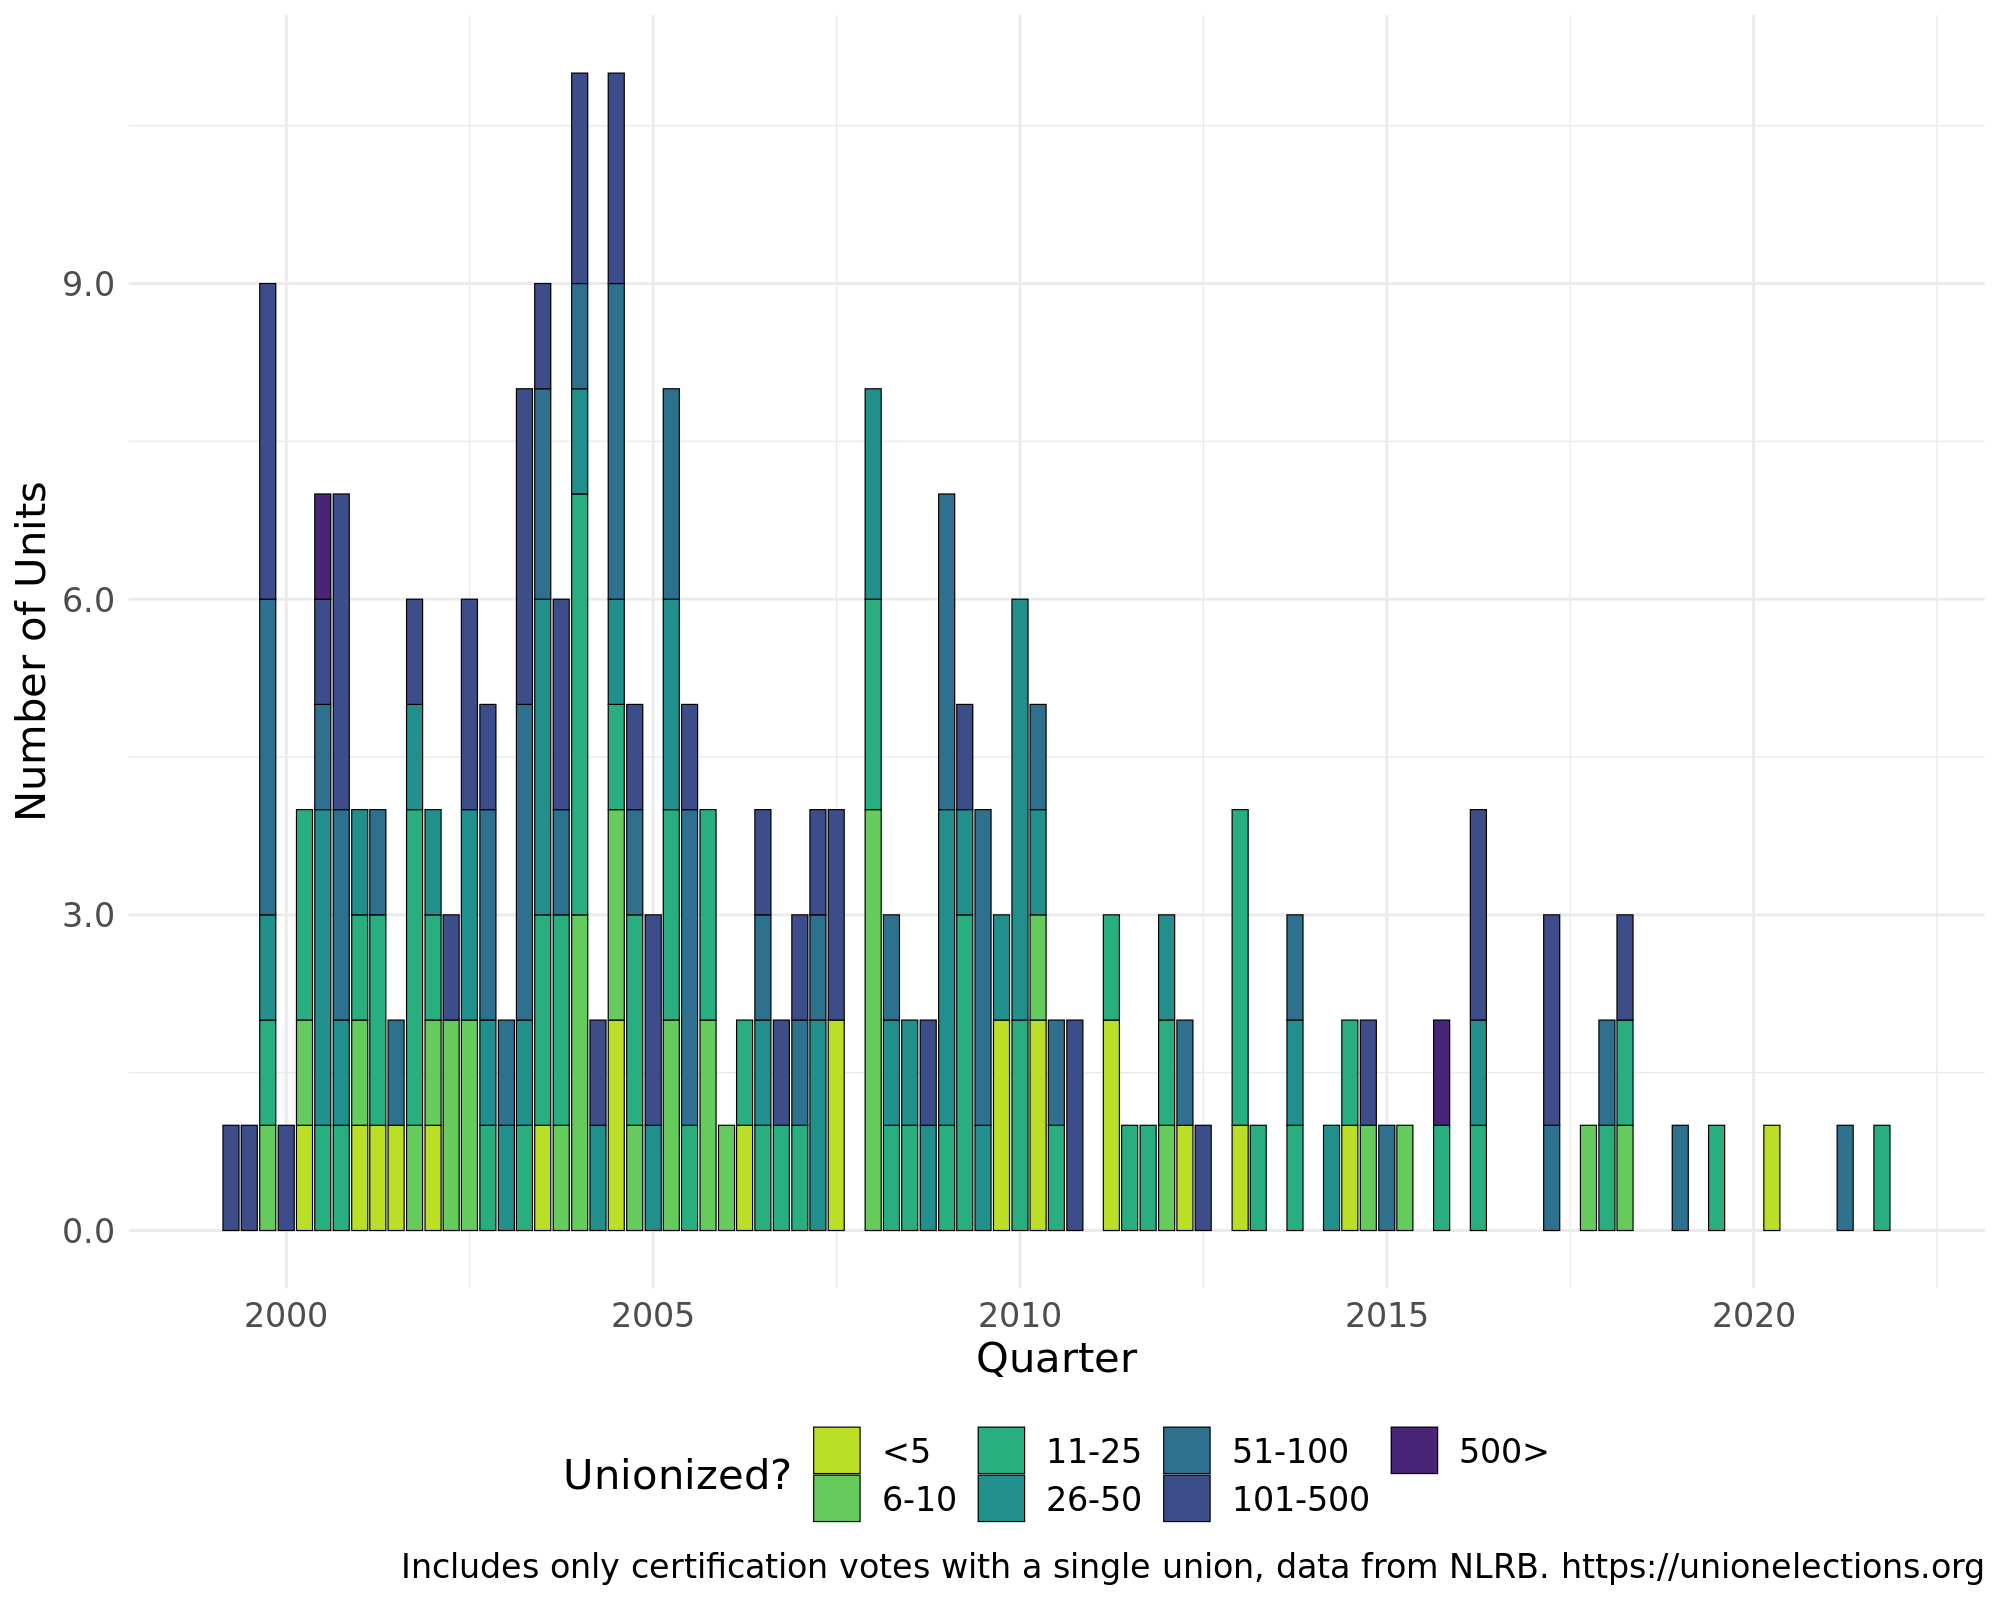 Number of Units
9.0
6.0
3.0
0.0
2000 2005 2010 2015 2020
Quarter
Unionized?
<5 11-25 51-100 500>
6-10 26-50 101-500
Includes only certification votes with a single union, data from NLRB. https://unionelections.org